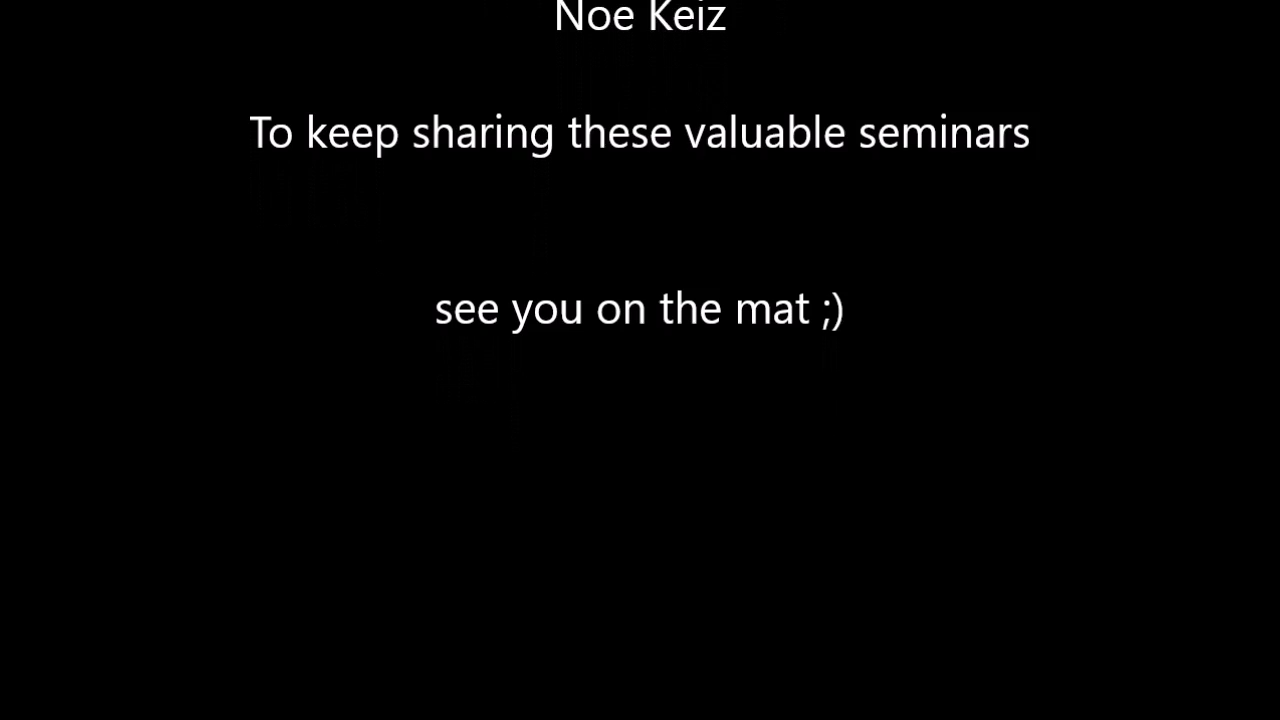 Noe Keiz
To keep sharing these valuable seminars
see you on the mat ;)